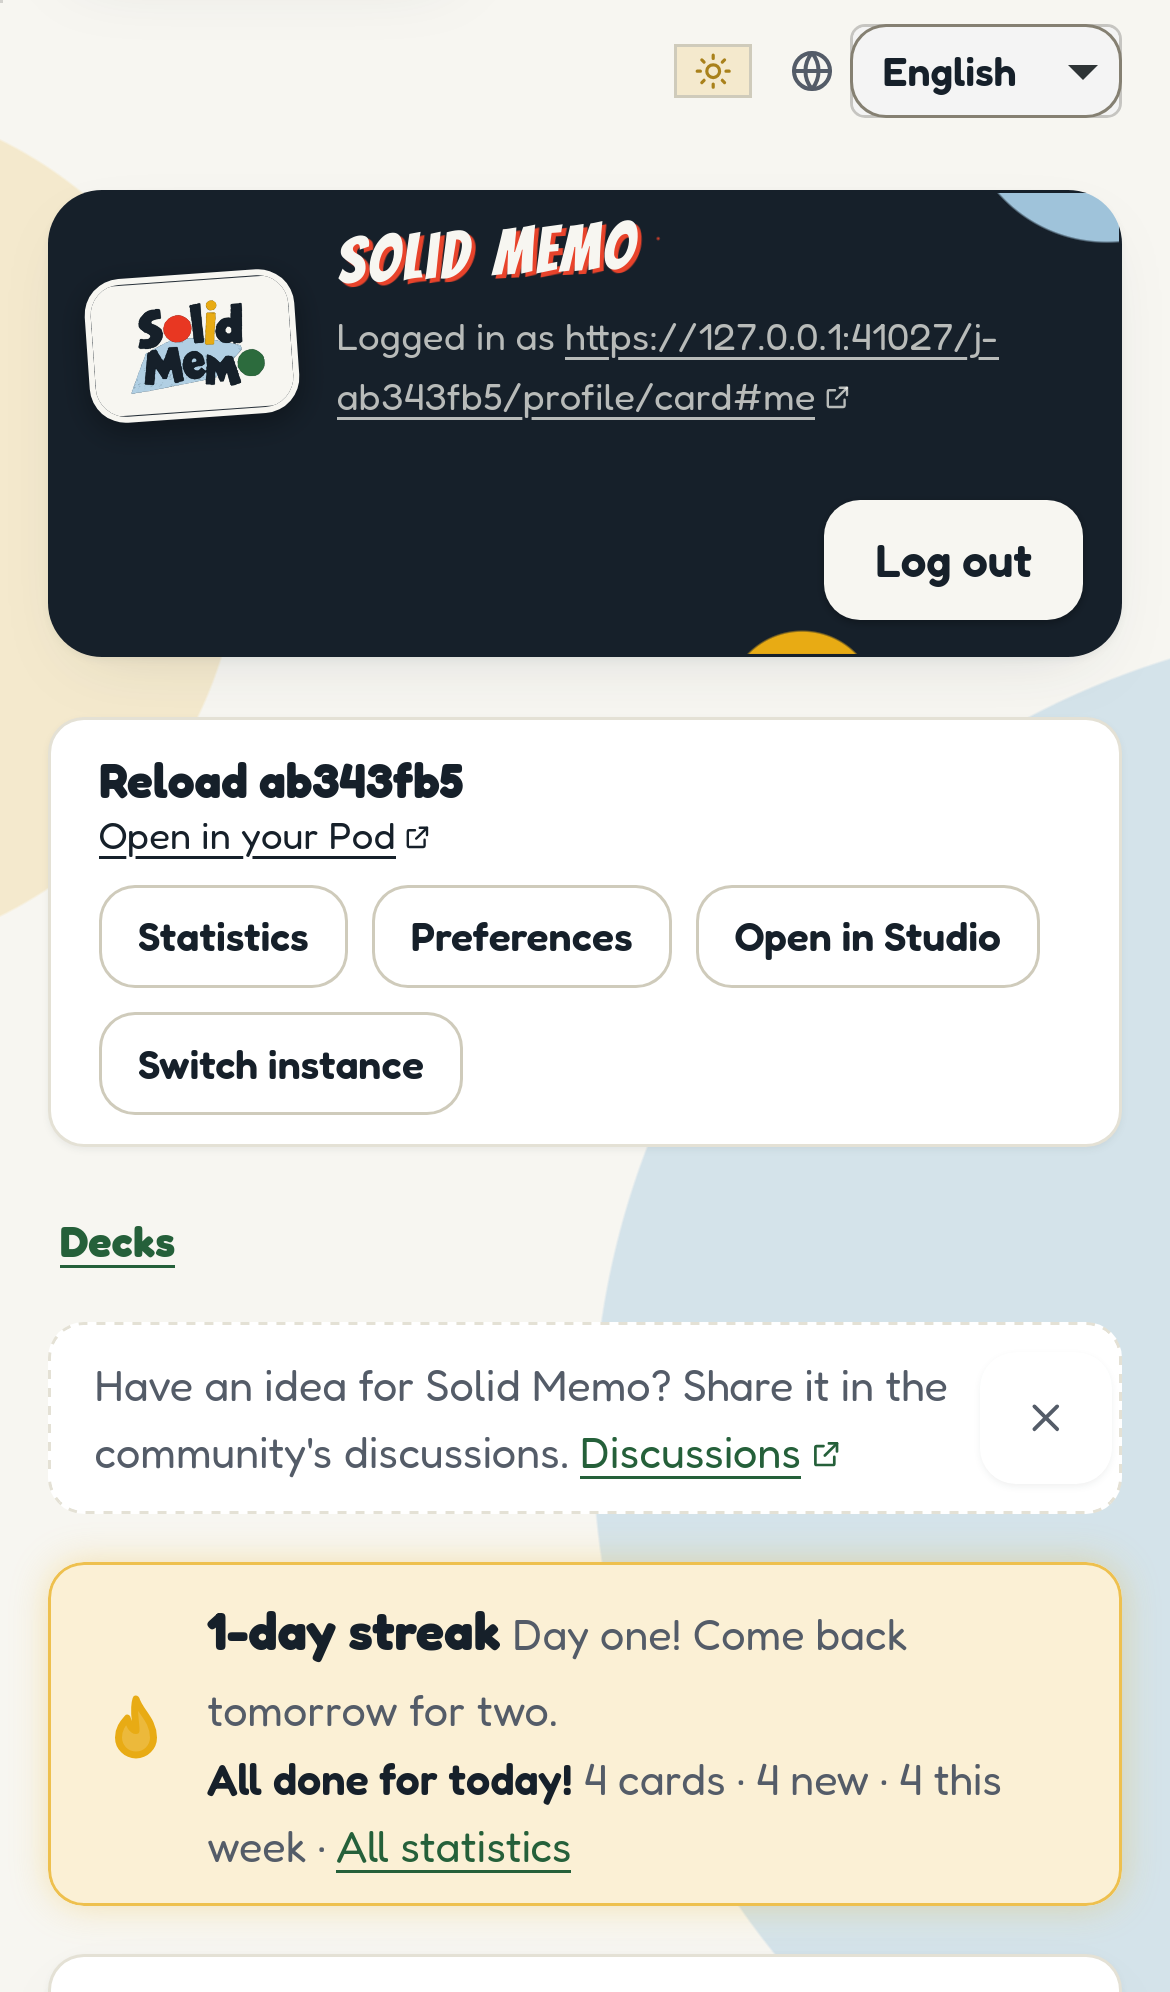 English
SOLID MEMO
Solid
Memo
Logged in as https://127.0.0.1:41027/j-
ab343fb5/profile/card#me
Log out
Reload ab343fb5
Open in your Pod
Statistics
Preferences
Open in Studio
Switch instance
Decks
Have an idea for Solid Memo? Share it in the
community's discussions. Discussions
1-day streak Day one! Come back
tomorrow for two.
All done for today! 4 cards · 4 new · 4 this
week · All statistics